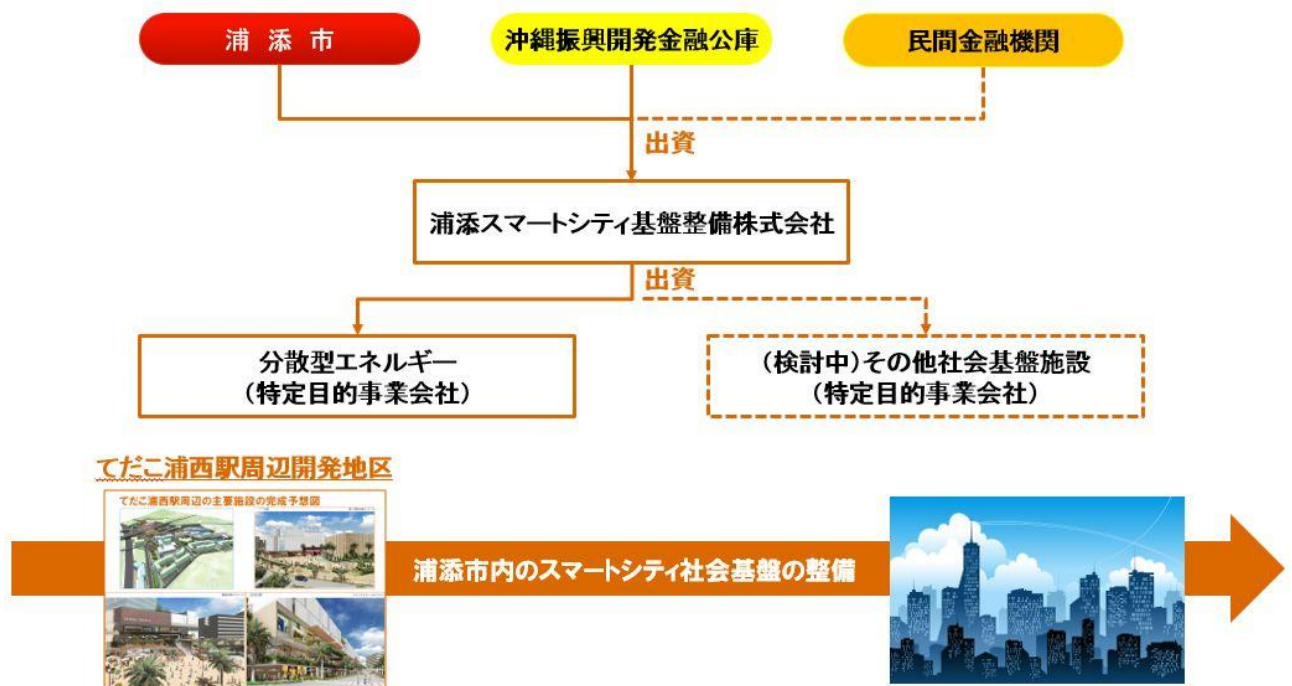 浦添市
沖縄振興開発金融公庫
民間金融機関
出資
浦添スマートシティ基盤整備株式会社
出資
分散型エネルギー
（特定目的事業会社）
（検討中）その他社会基盤施設
（特定目的事業会社）
てだこ浦西駅周辺開発地区
てだこ浦西駅周辺の主要施設の完成予想図
浦添市内のスマートシティ社会基盤の整備